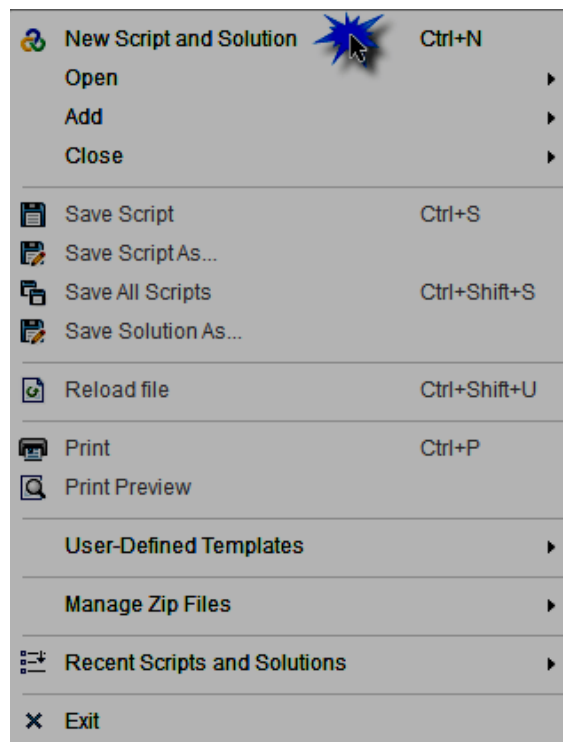 New Script and Solution Ctrl+N
Open
Add
Close
Save Script Ctrl+S
Save Script As...
Save All Scripts Ctrl+Shift+S
Save Solution As...
Reload file Ctrl+Shift+U
Print Ctrl+P
Print Preview
User-Defined Templates
Manage Zip Files
Recent Scripts and Solutions
Exit